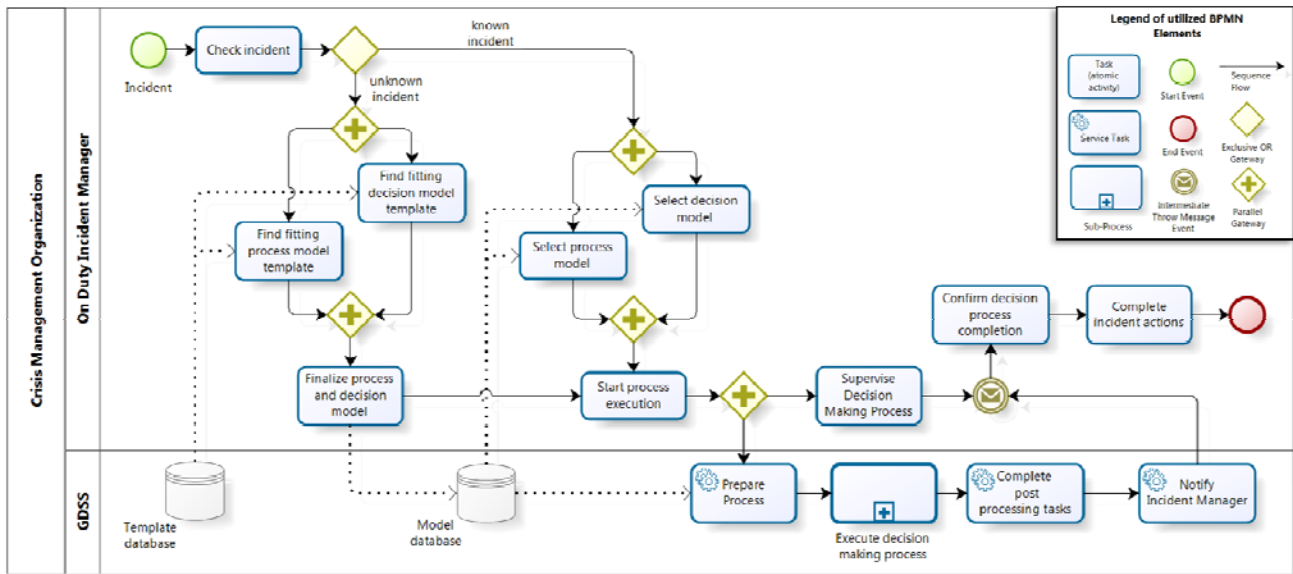 Crisis Management Organization
On Duty Incident Manager
GDSS
Incident
Check incident
known
incident
unknown
incident
Find fitting
decision model
template
Find fitting
process model
template
Select decision
model
Select process
model
Finalize process
and decision
model
Start process
execution
Supervise
Decision
Making Process
Confirm decision
process
completion
Complete
incident actions
Template
database
Model
database
Prepare
Process
Execute decision
making process
Complete
post
processing tasks
Notify
Incident Manager
Legend of utilized BPMN
Elements
Task
(atomic
activity)
Start Event
Sequence
Flow
Service Task
End Event
Exclusive OR
Gateway
Sub-Process
Intermediate
Throw Message
Event
Parallel
Gateway